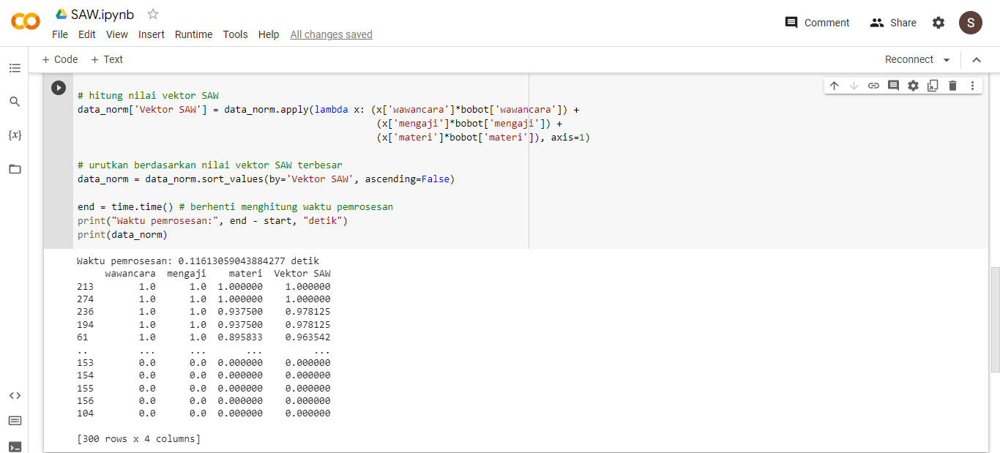 SAW.ipynb
File Edit View Insert Runtime Tools Help All changes saved
Comment Share S
+ Code + Text
Reconnect
{x}
# hitung nilai vektor SAW
data_norm['Vektor SAW'] = data_norm.apply(lambda x: (x['wawancara']*bobot['wawancara']) +
(x['mengaji']*bobot['mengaji']) +
(x['materi']*bobot['materi']), axis=1)
# urutkan berdasarkan nilai vektor SAW terbesar
data_norm = data_norm.sort_values(by='Vektor SAW', ascending=False)
end = time.time() # berhenti menghitung waktu pemrosesan
print("Waktu pemrosesan:", end - start, "detik")
print(data_norm)
Waktu pemrosesan: 0.11613059043884277 detik
wawancara mengaji materi Vektor SAW
213 1.0 1.0 1.000000 1.000000
274 1.0 1.0 1.000000 1.000000
236 1.0 1.0 0.937500 0.978125
194 1.0 1.0 0.937500 0.978125
61 1.0 1.0 0.895833 0.963542
.. ... ... ... ...
153 0.0 0.0 0.000000 0.000000
154 0.0 0.0 0.000000 0.000000
155 0.0 0.0 0.000000 0.000000
156 0.0 0.0 0.000000 0.000000
104 0.0 0.0 0.000000 0.000000
[300 rows x 4 columns]